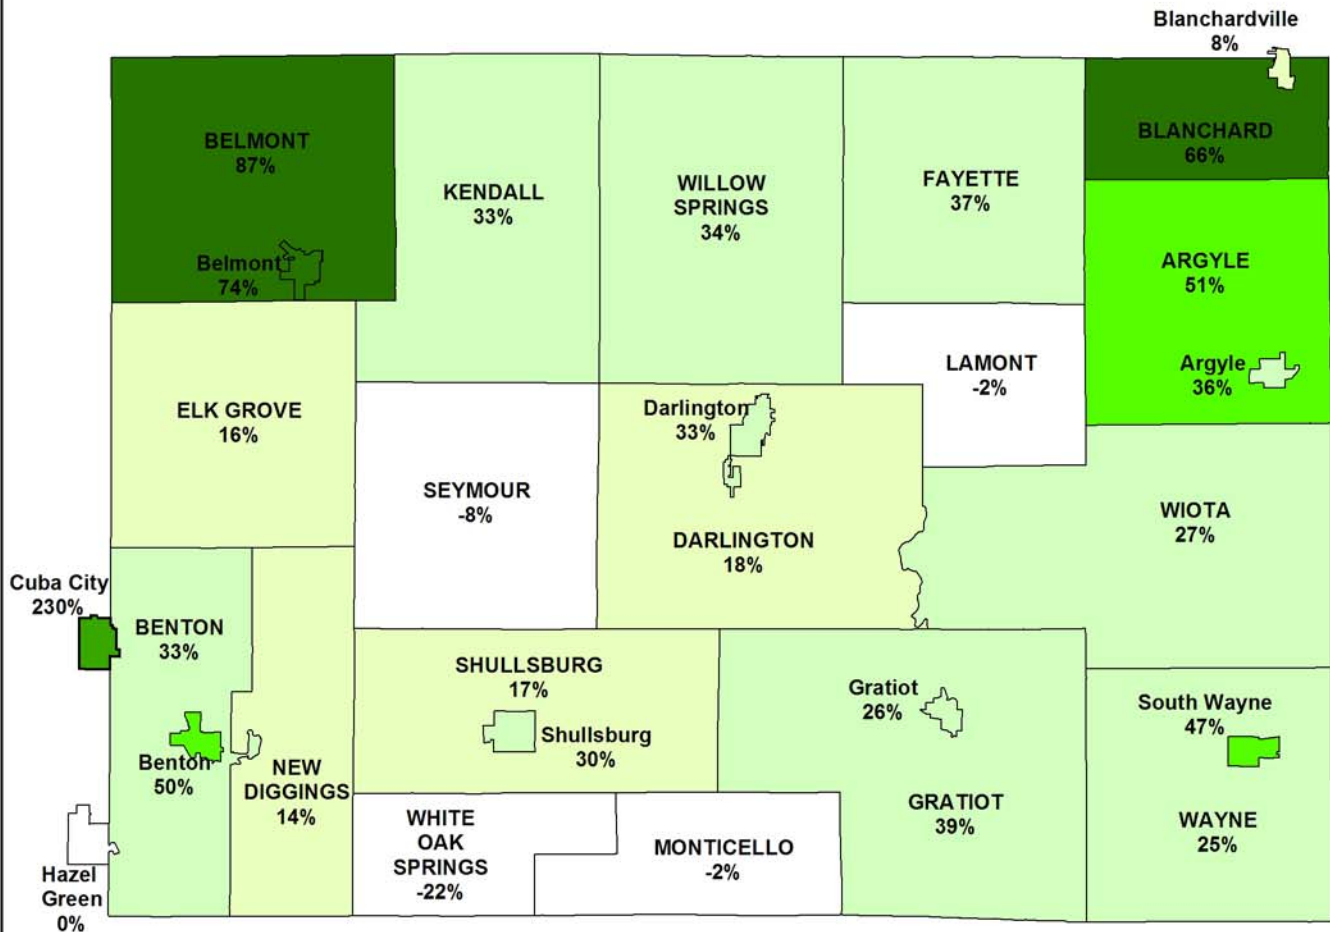 Blanchardville
8%
BELMONT
87%
Belmont
74%
KENDALL
33%
WILLOW
SPRINGS
34%
FAYETTE
37%
BLANCHARD
66%
ARGYLE
51%
Argyle
36%
LAMONT
-2%
ELK GROVE
16%
SEYMOUR
-8%
Darlington
33%
DARLINGTON
18%
WIOTA
27%
Cuba City
230%
BENTON
33%
Benton
50%
NEW
DIGGINGS
14%
SHULLSBURG
17%
Shullsburg
30%
Gratiot
26%
GRATIOT
39%
South Wayne
47%
WAYNE
25%
WHITE
OAK
SPRINGS
-22%
MONTICELLO
-2%
Hazel
Green
0%